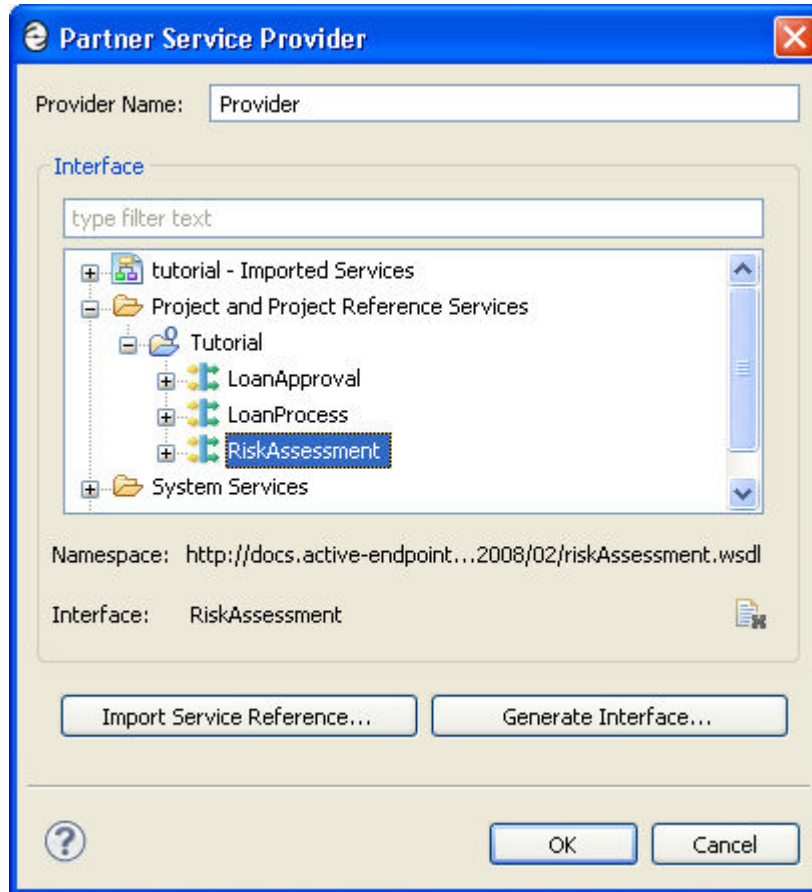 Partner Service Provider
Provider Name: Provider
Interface
type filter text
tutorial - Imported Services
Project and Project Reference Services
Tutorial
LoanApproval
LoanProcess
RiskAssessment
System Services
Namespace: http://docs.active-endpoint...2008/02/riskAssessment.wsdl
Interface: RiskAssessment
Import Service Reference... Generate Interface...
? OK Cancel